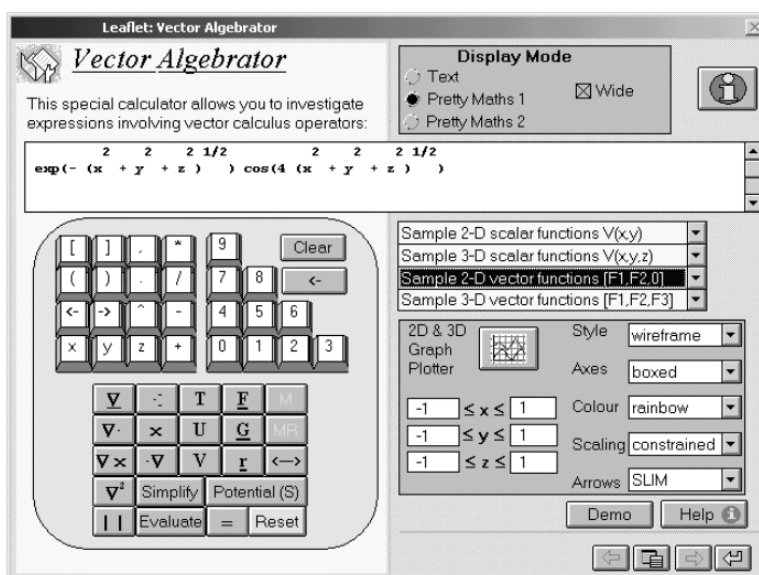 Leaflet: Vector Algebrator
Vector Algebrator
This special calculator allows you to investigate
expressions involving vector calculus operators:
Display Mode
Text
Pretty Maths 1
Pretty Maths 2
Wide
2 2 2 1/2 2 2 2 1/2
exp(- (x + y + z ) ) cos(4 (x + y + z ) )
[ ] , * 9 Clear
( ) . / 7 8 <-
<- -> ^ - 4 5 6
x y z + 0 1 2 3
∇ T F M
∇· × U G MR
∇× ·∇ V r <—>
∇² Simplify Potential (S)
| | Evaluate = Reset
Sample 2-D scalar functions V(x,y)
Sample 3-D scalar functions V(x,y,z)
Sample 2-D vector functions [F1,F2,0]
Sample 3-D vector functions [F1,F2,F3]
2D & 3D
Graph
Plotter
-1 ≤ x ≤ 1
-1 ≤ y ≤ 1
-1 ≤ z ≤ 1
Style wireframe
Axes boxed
Colour rainbow
Scaling constrained
Arrows SLIM
Demo Help